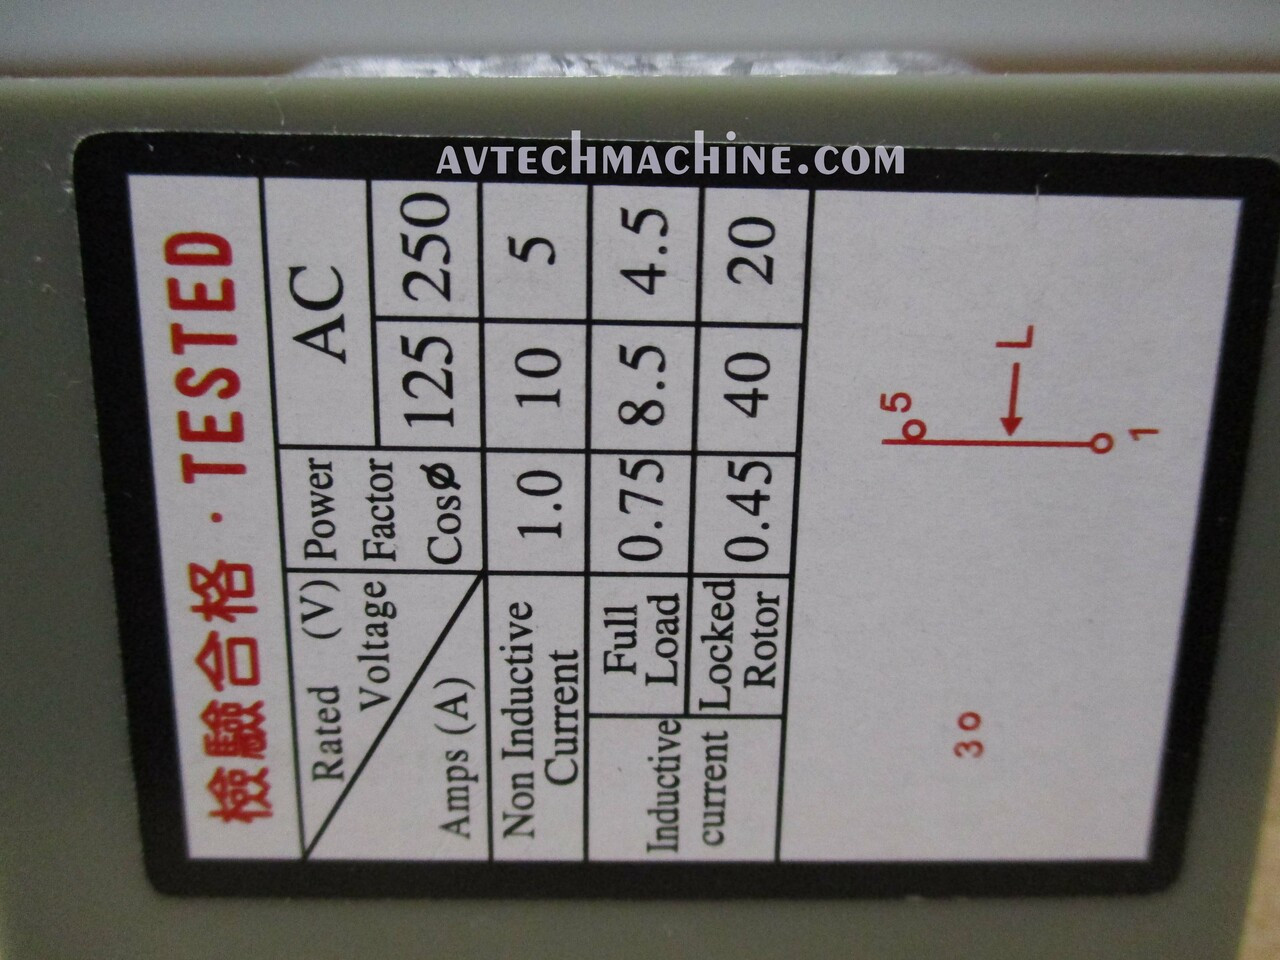 AVTECHMACHINE.COM
檢驗合格·TESTED
Rated (V)
Voltage
Amps (A)
Power
Factor
CosØ
AC
125 250
Non Inductive
Current
1.0 10 5
Inductive
current
Full
Load
0.75 8.5 4.5
Locked
Rotor
0.45 40 20
5
L
3
1